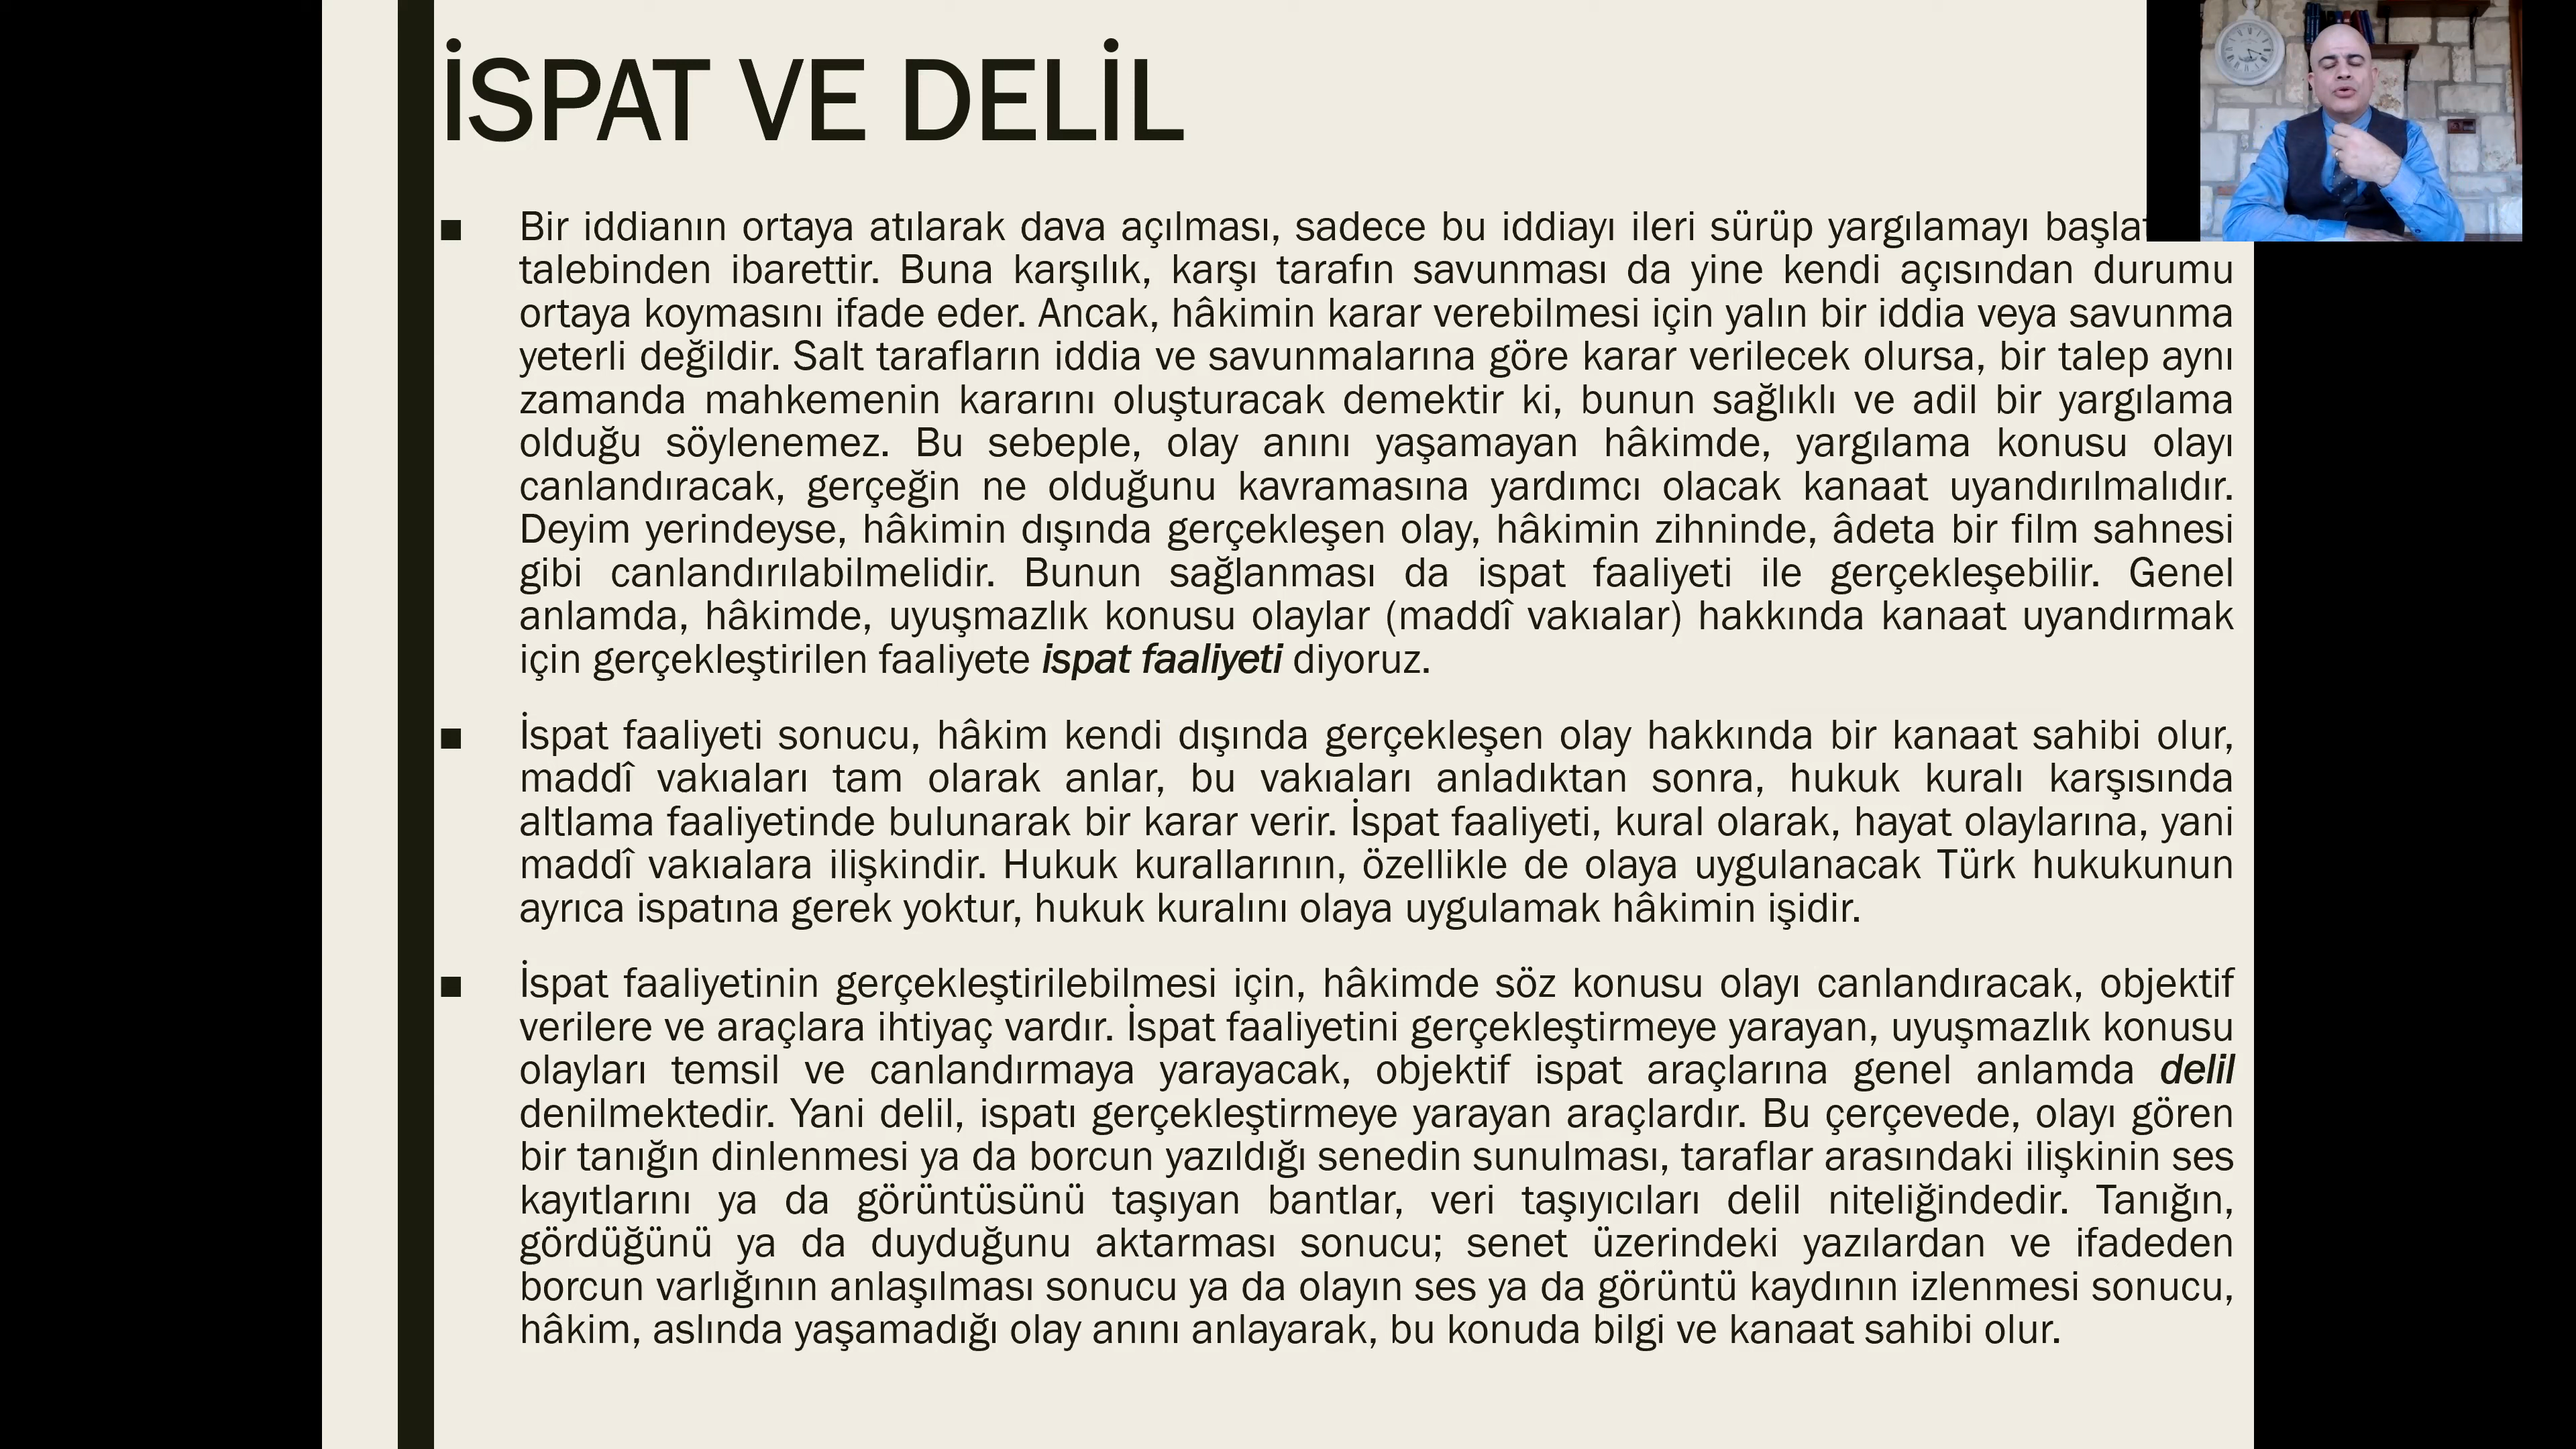 İSPAT VE DELİL
■ Bir iddianın ortaya atılarak dava açılması, sadece bu iddiayı ileri sürüp yargılamayı
talebinden ibarettir. Buna karşılık, karşı tarafın savunması da yine kendi açısından durumu
ortaya koymasını ifade eder. Ancak, hâkimin karar verebilmesi için yalın bir iddia veya savunma
yeterli değildir. Salt tarafların iddia ve savunmalarına göre karar verilecek olursa, bir talep aynı
zamanda mahkemenin kararını oluşturacak demektir ki, bunun sağlıklı ve adil bir yargılama
olduğu söylenemez. Bu sebeple, olay anını yaşamayan hâkimde, yargılama konusu olayı
canlandıracak, gerçeğin ne olduğunu kavramasına yardımcı olacak kanaat uyandırılmalıdır.
Deyim yerindeyse, hâkimin dışında gerçekleşen olay, hâkimin zihninde, âdeta bir film sahnesi
gibi canlandırılabilmelidir. Bunun sağlanması da ispat faaliyeti ile gerçekleşebilir. Genel
anlamda, hâkimde, uyuşmazlık konusu olaylar (maddî vakıalar) hakkında kanaat uyandırmak
için gerçekleştirilen faaliyete ispat faaliyeti diyoruz.
■ İspat faaliyeti sonucu, hâkim kendi dışında gerçekleşen olay hakkında bir kanaat sahibi olur,
maddî vakıaları tam olarak anlar, bu vakıaları anladıktan sonra, hukuk kuralı karşısında
altlama faaliyetinde bulunarak bir karar verir. İspat faaliyeti, kural olarak, hayat olaylarına, yani
maddî vakıalara ilişkindir. Hukuk kurallarının, özellikle de olaya uygulanacak Türk hukukunun
ayrıca ispatına gerek yoktur, hukuk kuralını olaya uygulamak hâkimin işidir.
■ İspat faaliyetinin gerçekleştirilebilmesi için, hâkimde söz konusu olayı canlandıracak, objektif
verilere ve araçlara ihtiyaç vardır. İspat faaliyetini gerçekleştirmeye yarayan, uyuşmazlık konusu
olayları temsil ve canlandırmaya yarayacak, objektif ispat araçlarına genel anlamda delil
denilmektedir. Yani delil, ispatı gerçekleştirmeye yarayan araçlardır. Bu çerçevede, olayı gören
bir tanığın dinlenmesi ya da borcun yazıldığı senedin sunulması, taraflar arasındaki ilişkinin ses
kayıtlarını ya da görüntüsünü taşıyan bantlar, veri taşıyıcıları delil niteliğindedir. Tanığın,
gördüğünü ya da duyduğunu aktarması sonucu; senet üzerindeki yazılardan ve ifadeden
borcun varlığının anlaşılması sonucu ya da olayın ses ya da görüntü kaydının izlenmesi sonucu,
hâkim, aslında yaşamadığı olay anını anlayarak, bu konuda bilgi ve kanaat sahibi olur.